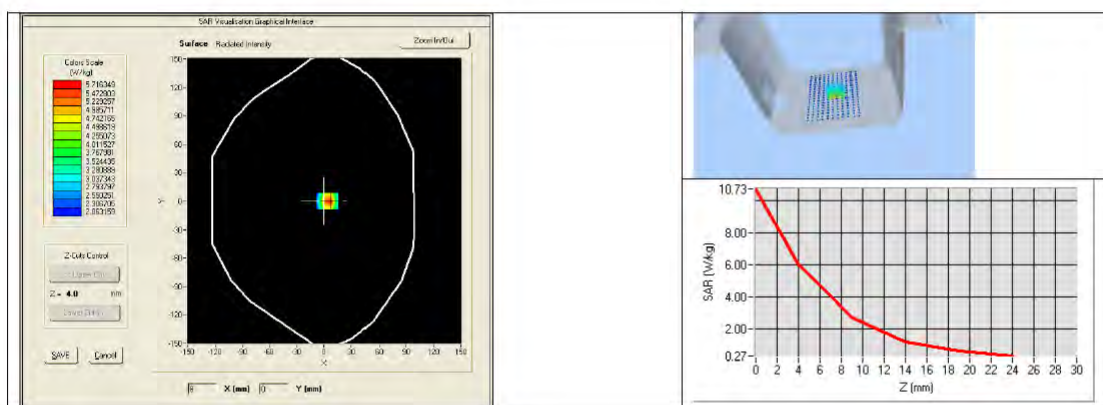 SAR Visualisation Graphical Interface
Surface Radiated Intensity
Zoom In/Out
Colors Scale
(W/kg)
5.716349
5.472903
5.229257
4.985711
4.742165
4.498619
4.255073
4.011527
3.767981
3.524435
3.280889
3.037343
2.793797
2.550251
2.306705
2.063159
150
120
90
60
30
Y
0
-30
-60
-90
-120
-150
-150 -120 -90 -60 -30 0 30 60 90 120 150
X
Z-Cuts Control
Z = 4.0 mm
SAVE
Cancel
X (mm) 0 Y (mm)
10.73
8.00
6.00
4.00
2.00
0.27
SAR (W/kg)
0 2 4 6 8 10 12 14 16 18 20 22 24 26 28 30
Z (mm)